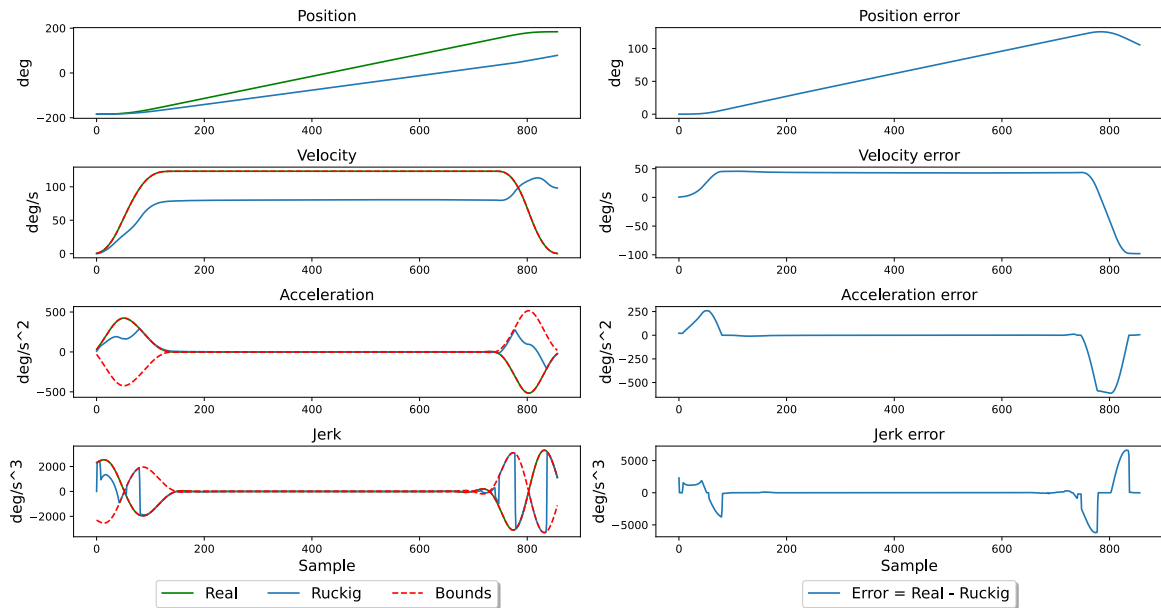 Position
Position error
200
0
−200
deg
0 200 400 600 800
100
50
0
deg
0 200 400 600 800
Velocity
Velocity error
100
50
0
deg/s
0 200 400 600 800
50
0
−50
−100
deg/s
0 200 400 600 800
Acceleration
Acceleration error
500
0
−500
deg/s^2
0 200 400 600 800
250
0
−250
−500
deg/s^2
0 200 400 600 800
Jerk
Jerk error
2000
0
−2000
deg/s^3
0 200 400 600 800
Sample
5000
0
−5000
deg/s^3
0 200 400 600 800
Sample
Real Ruckig Bounds
Error = Real - Ruckig